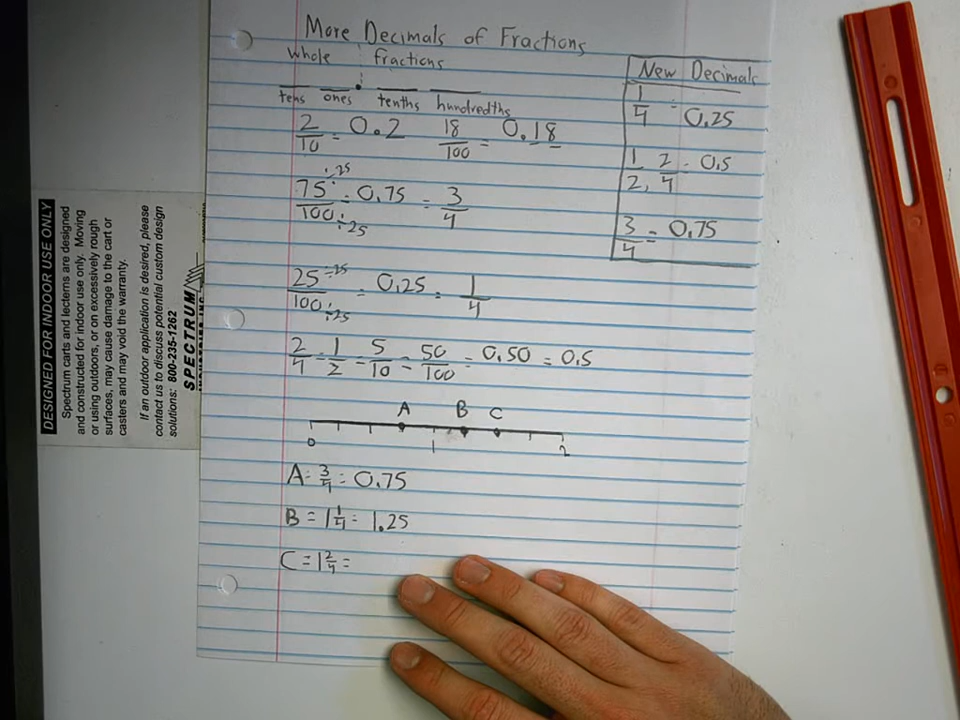 More Decimals of Fractions
whole fractions
tens ones . tenths hundredths
2/10 = 0.2 18/100 = 0.18
75÷25/100÷25 = 0.75 = 3/4
25÷25/100÷25 = 0.25 = 1/4
2/4 = 1/2 = 5/10 = 50/100 = 0.50 = 0.5
A B C
0 1 2
A = 3/4 = 0.75
B = 1 1/4 = 1.25
C = 1 2/4 =
New Decimals
1/4 = 0.25
1/2, 2/4 = 0.5
3/4 = 0.75
DESIGNED FOR INDOOR USE ONLY
Spectrum carts and lecterns are designed
and constructed for indoor use only. Moving
or using outdoors, or on excessively rough
surfaces, may cause damage to the cart or
casters and may void the warranty.
If an outdoor application is desired, please
contact us to discuss potential custom design
solutions: 800-235-1262
SPECTRUM